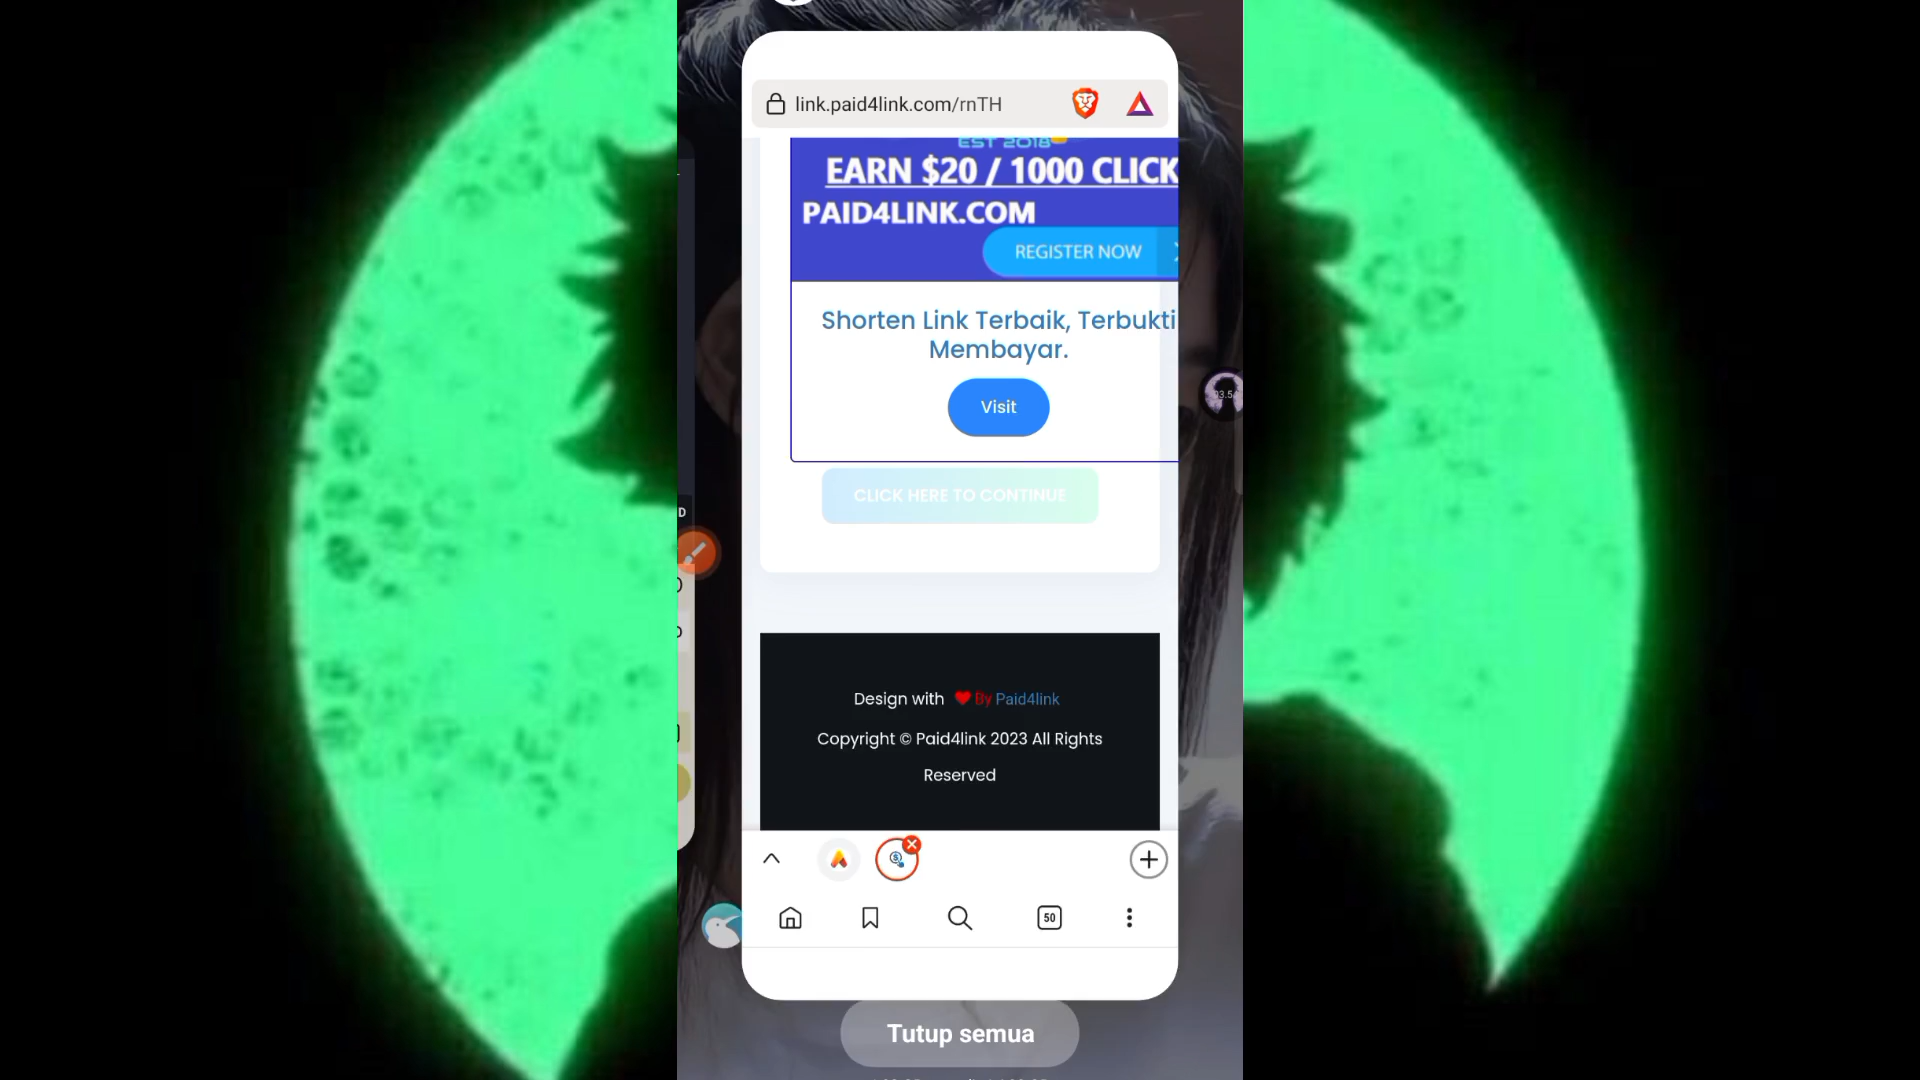 link.paid4link.com/rnTH
EST 2018
EARN $20 / 1000 CLICK
PAID4LINK.COM
REGISTER NOW
Shorten Link Terbaik, Terbukti
Membayar.
Visit
CLICK HERE TO CONTINUE
Design with By Paid4link
Copyright © Paid4link 2023 All Rights
Reserved
50
Tutup semua